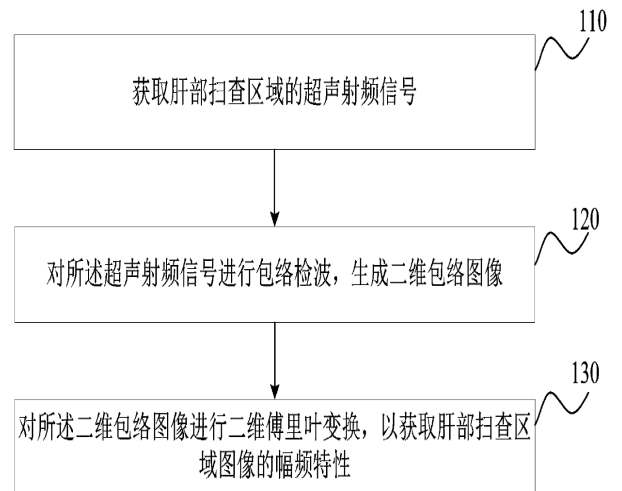 110
获取肝部扫查区域的超声射频信号
120
对所述超声射频信号进行包络检波，生成二维包络图像
130
对所述二维包络图像进行二维傅里叶变换，以获取肝部扫查区
域图像的幅频特性